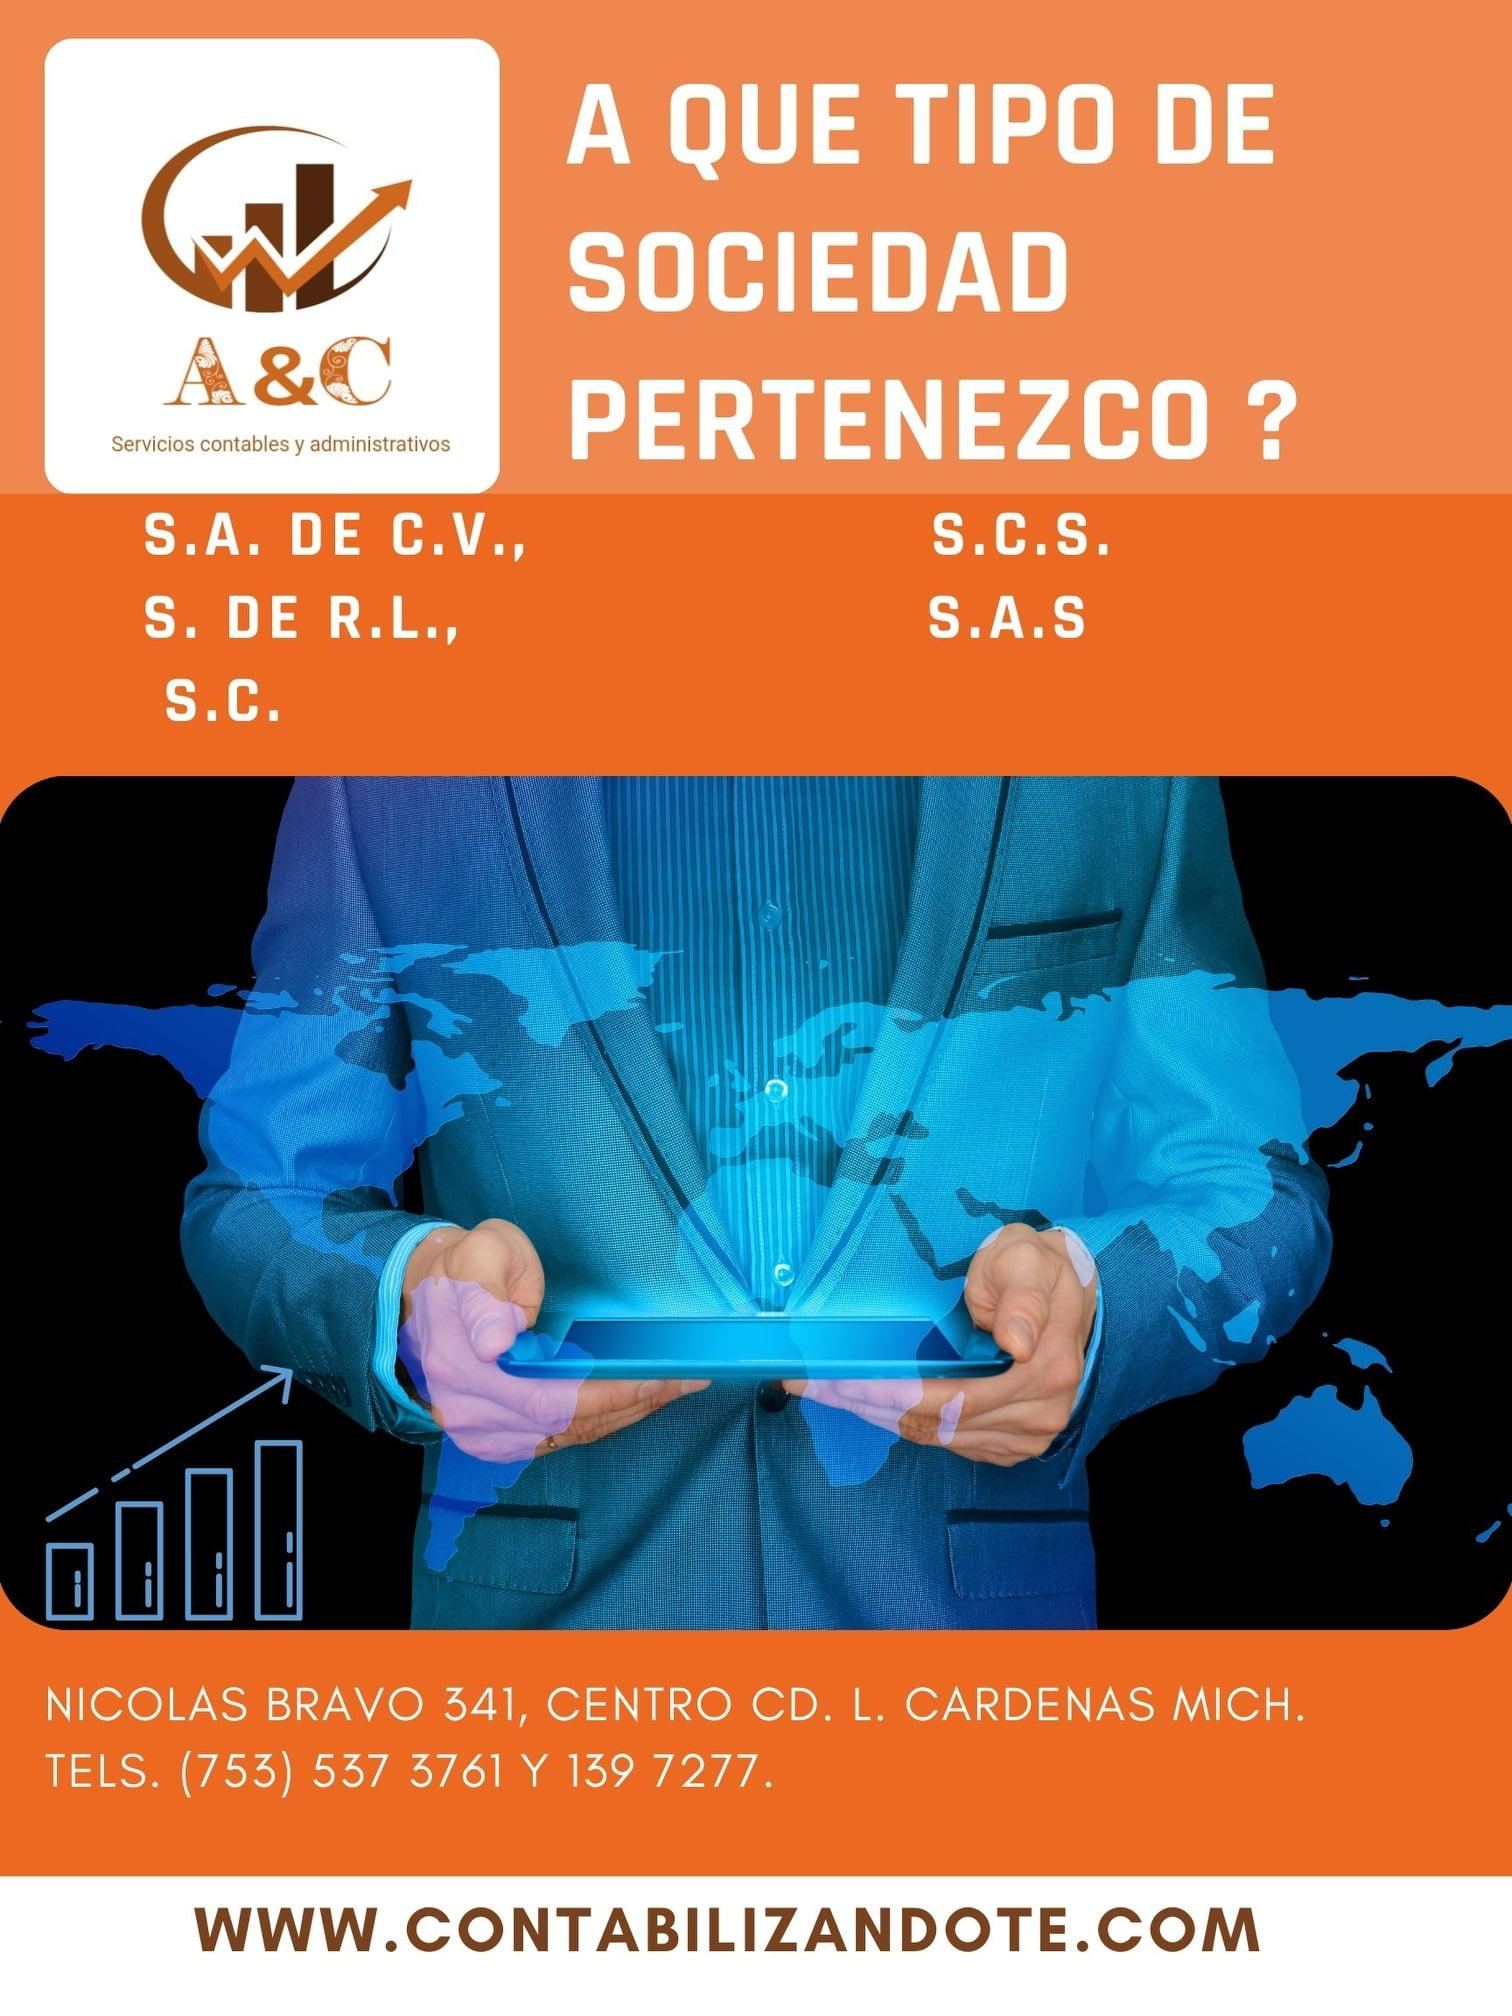 A&C
Servicios contables y administrativos
A QUE TIPO DE
SOCIEDAD
PERTENEZCO ?
S.A. DE C.V.,
S. DE R.L.,
S.C.
S.C.S.
S.A.S
NICOLAS BRAVO 341, CENTRO CD. L. CARDENAS MICH.
TELS. (753) 537 3761 Y 139 7277.
WWW.CONTABILIZANDOTE.COM